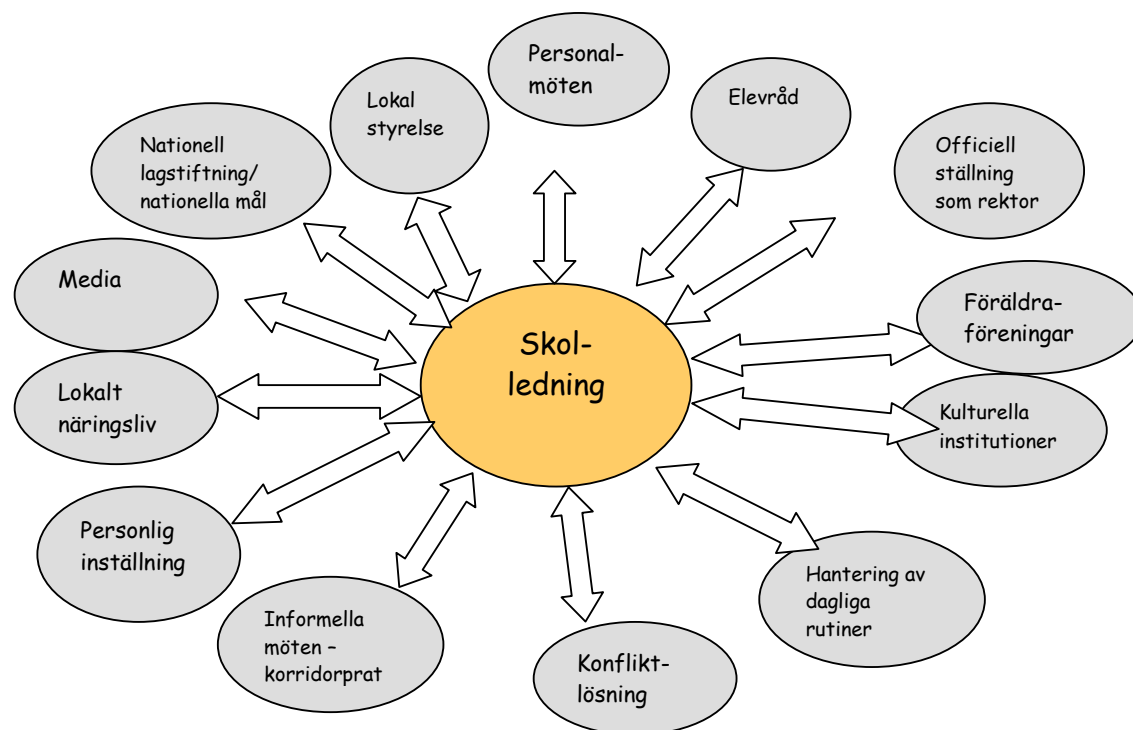 Personal-
möten
Lokal
styrelse
Elevråd
Nationell
lagstiftning/
nationella mål
Officiell
ställning
som rektor
Media
Föräldra-
föreningar
Skol-
ledning
Lokalt
näringsliv
Kulturella
institutioner
Personlig
inställning
Hantering av
dagliga
rutiner
Informella
möten –
korridorprat
Konflikt-
lösning